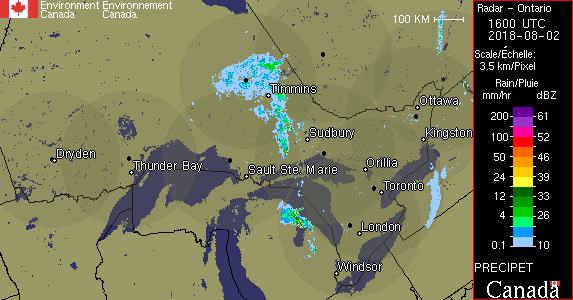 Environment Environnement
Canada Canada
100 KM
Timmins
Ottawa
Sudbury
Kingston
Dryden
Thunder Bay
Sault Ste. Marie
Orillia
Toronto
London
Windsor
Radar - Ontario
1600 UTC
2018-08-02
Scale/Échelle:
3.5 km/Pixel
Rain/Pluie
mm/hr dBZ
200 61
100 52
50 46
24 39
12 33
4 26
0.1 10
PRECIPET
Canada